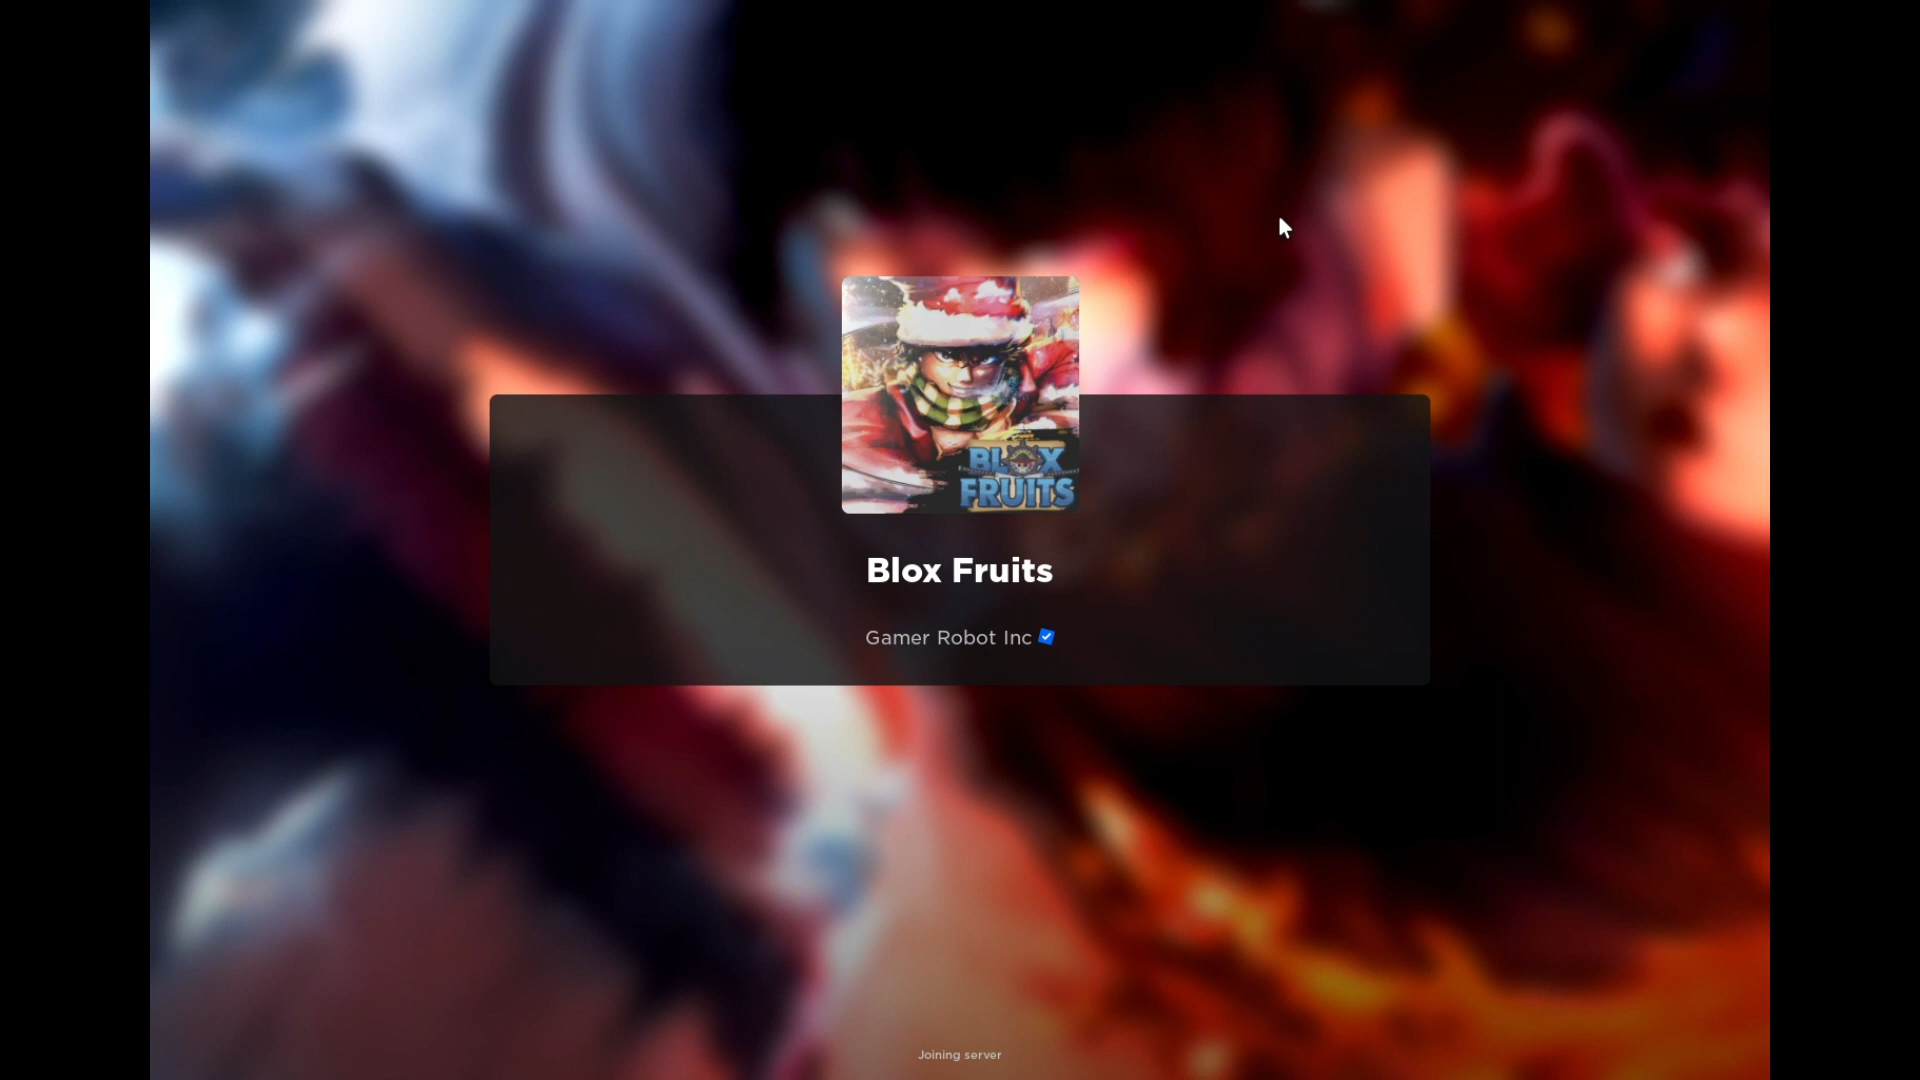 BLOX
FRUITS
Blox Fruits
Gamer Robot Inc
Joining server